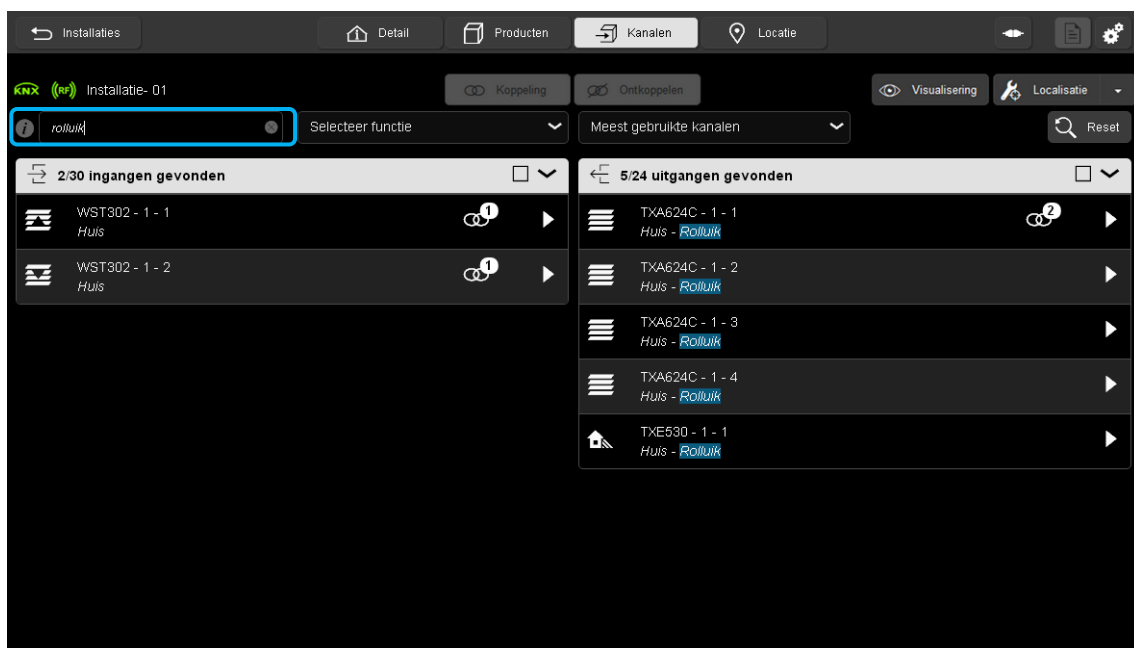 Installaties
Detail
Producten
Kanalen
Locatie
KNX ((RF)) Installatie- 01
Koppeling
Ontkoppelen
Visualisering
Localisatie
i rolluik
Selecteer functie
Meest gebruikte kanalen
Reset
2/30 ingangen gevonden
WST302 - 1 - 1
1
Huis
WST302 - 1 - 2
1
Huis
5/24 uitgangen gevonden
TXA624C - 1 - 1
2
Huis - Rolluik
TXA624C - 1 - 2
Huis - Rolluik
TXA624C - 1 - 3
Huis - Rolluik
TXA624C - 1 - 4
Huis - Rolluik
TXE530 - 1 - 1
Huis - Rolluik